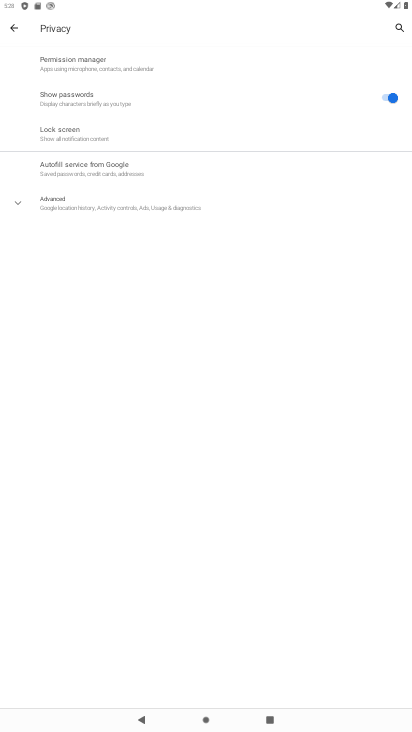 5:28
Privacy
Permission manager
Apps using microphone, contacts, and calendar
Show passwords
Display characters briefly as you type
Lock screen
Show all notification content
Autofill service from Google
Saved passwords, credit cards, addresses
Advanced
Google location history, Activity controls, Ads, Usage & diagnostics